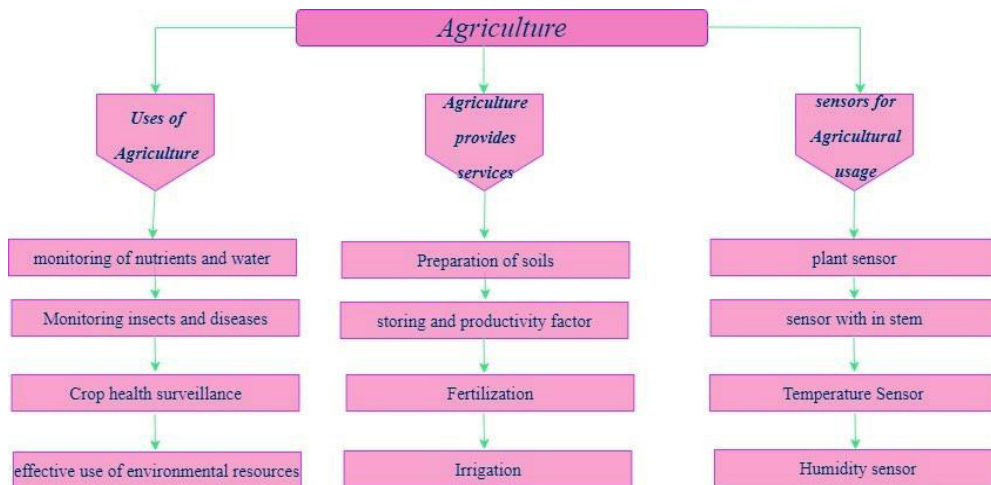 Agriculture
Uses of
Agriculture
Agriculture
provides
services
sensors for
Agricultural
usage
monitoring of nutrients and water
Monitoring insects and diseases
Crop health surveillance
effective use of environmental resources
Preparation of soils
storing and productivity factor
Fertilization
Irrigation
plant sensor
sensor with in stem
Temperature Sensor
Humidity sensor